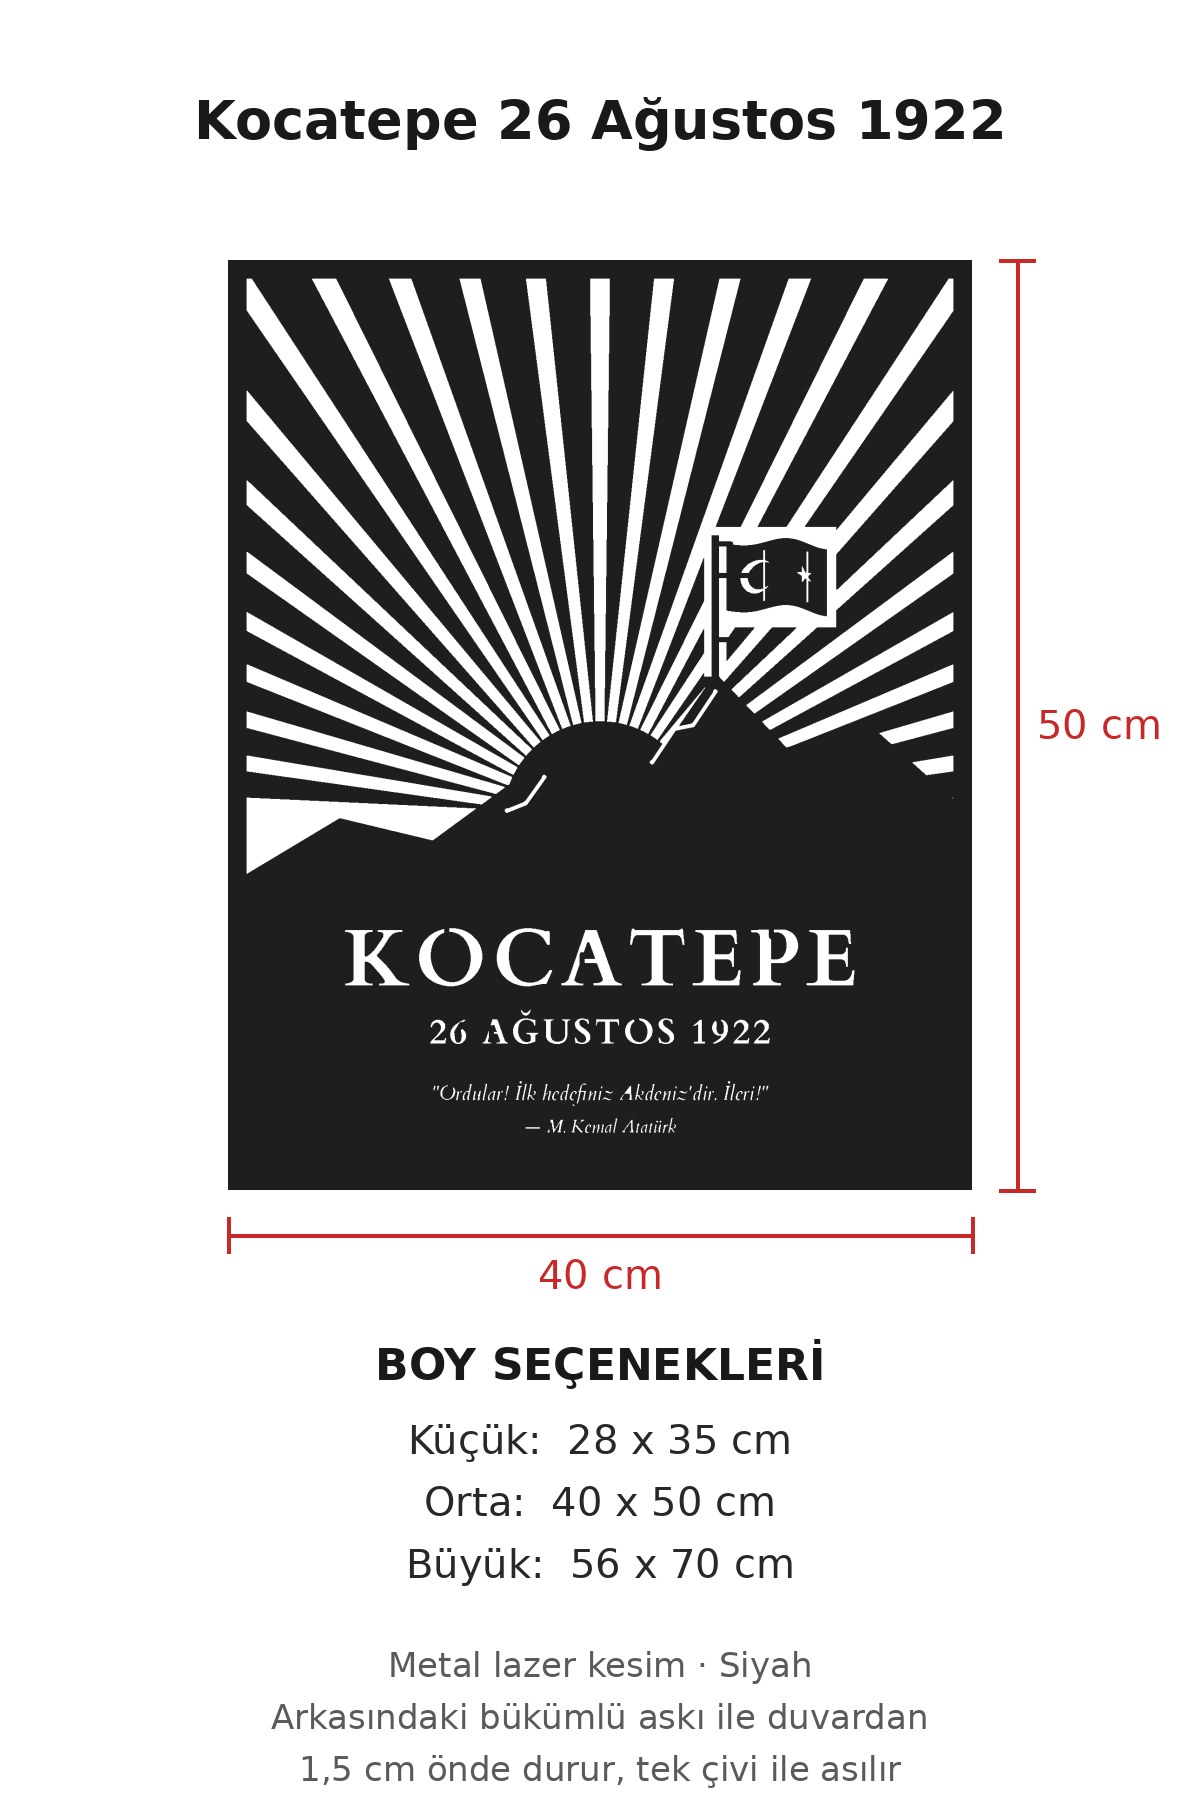 Kocatepe 26 Ağustos 1922
50 cm
KOCATEPE
26 AĞUSTOS 1922
"Ordular! İlk hedefiniz Akdeniz'dir. İleri!"
— M. Kemal Atatürk
40 cm
BOY SEÇENEKLERİ
Küçük: 28 x 35 cm
Orta: 40 x 50 cm
Büyük: 56 x 70 cm
Metal lazer kesim · Siyah
Arkasındaki bükümlü askı ile duvardan
1,5 cm önde durur, tek çivi ile asılır